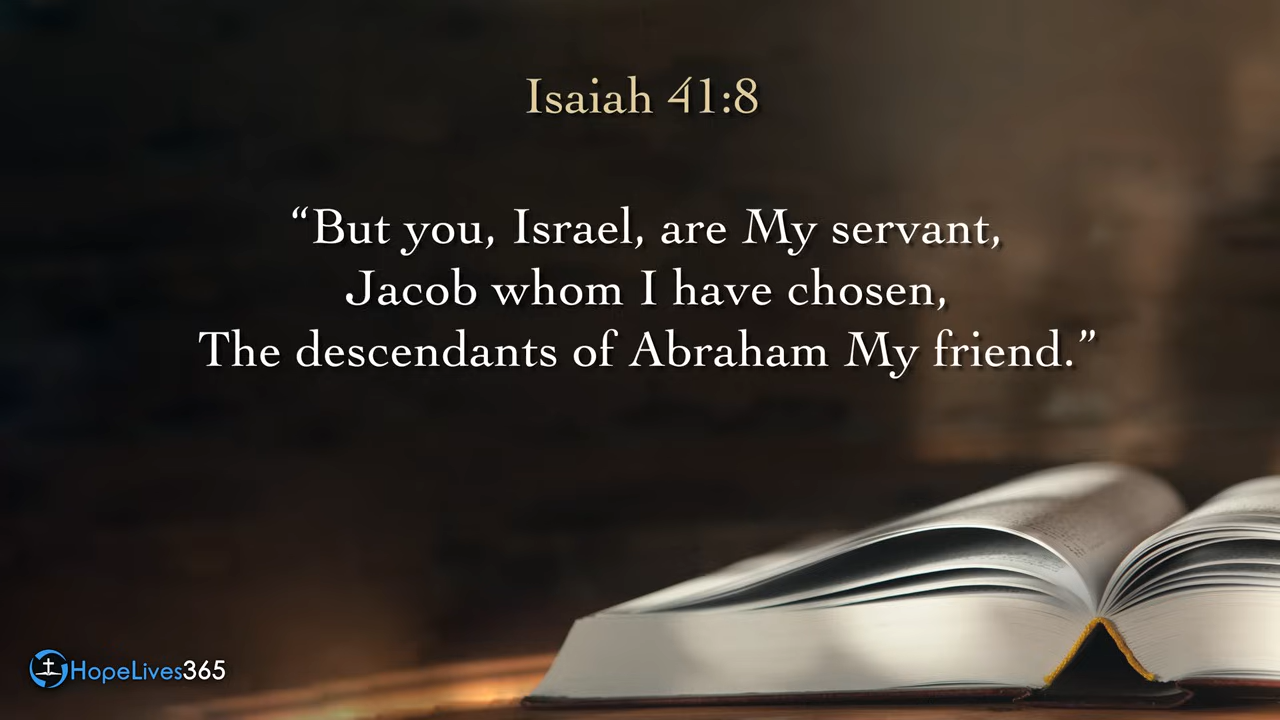 Isaiah 41:8
“But you, Israel, are My servant,
Jacob whom I have chosen,
The descendants of Abraham My friend.”
HopeLives365